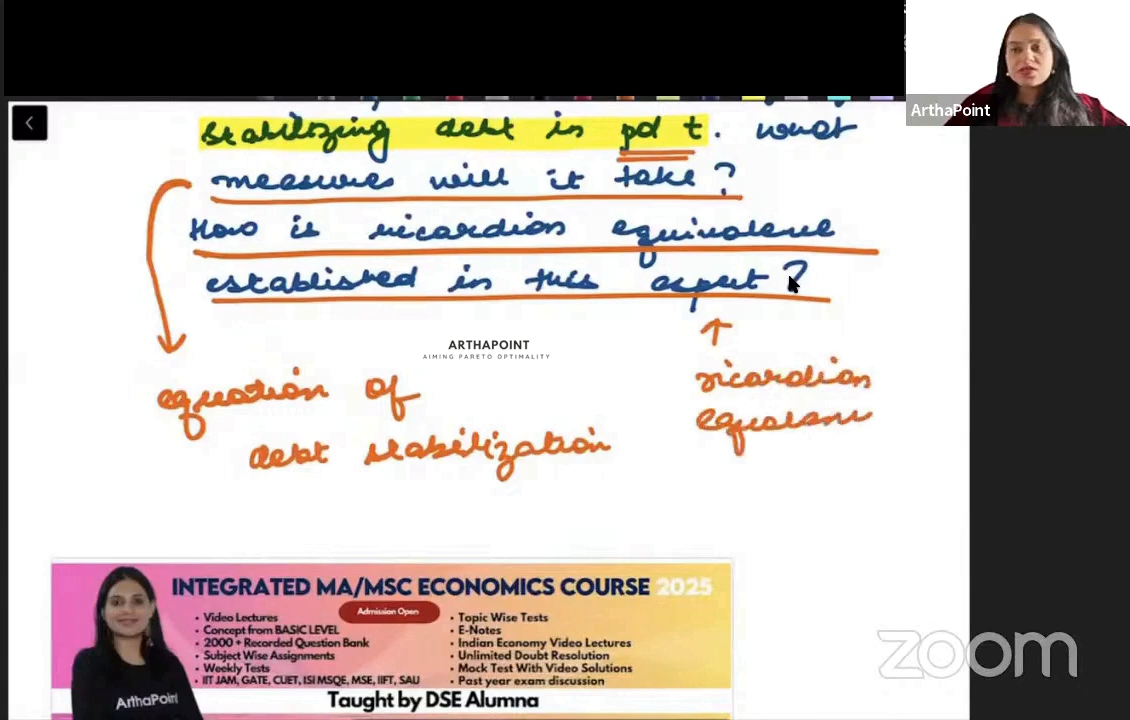 ArthaPoint
stabilizing debt in pd t. what
measures will it take?
How is ricardian equivalence
established in this aspect?
ARTHAPOINT
AIMING PARETO OPTIMALITY
equation of
debt stabilization
ricardian
INTEGRATED MA/MSC ECONOMICS COURSE 2025
Admission Open
• Video Lectures
• Concept from BASIC LEVEL
• 2000 + Recorded Question Bank
• Subject Wise Assignments
• Weekly Tests
• IIT JAM, GATE, CUET, ISI MSQE, MSE, IIFT, SAU
• Topic Wise Tests
• E-Notes
• Indian Economy Video Lectures
• Unlimited Doubt Resolution
• Mock Test With Video Solutions
• Past year exam discussion
ArthaPoint
Taught by DSE Alumna
zoom